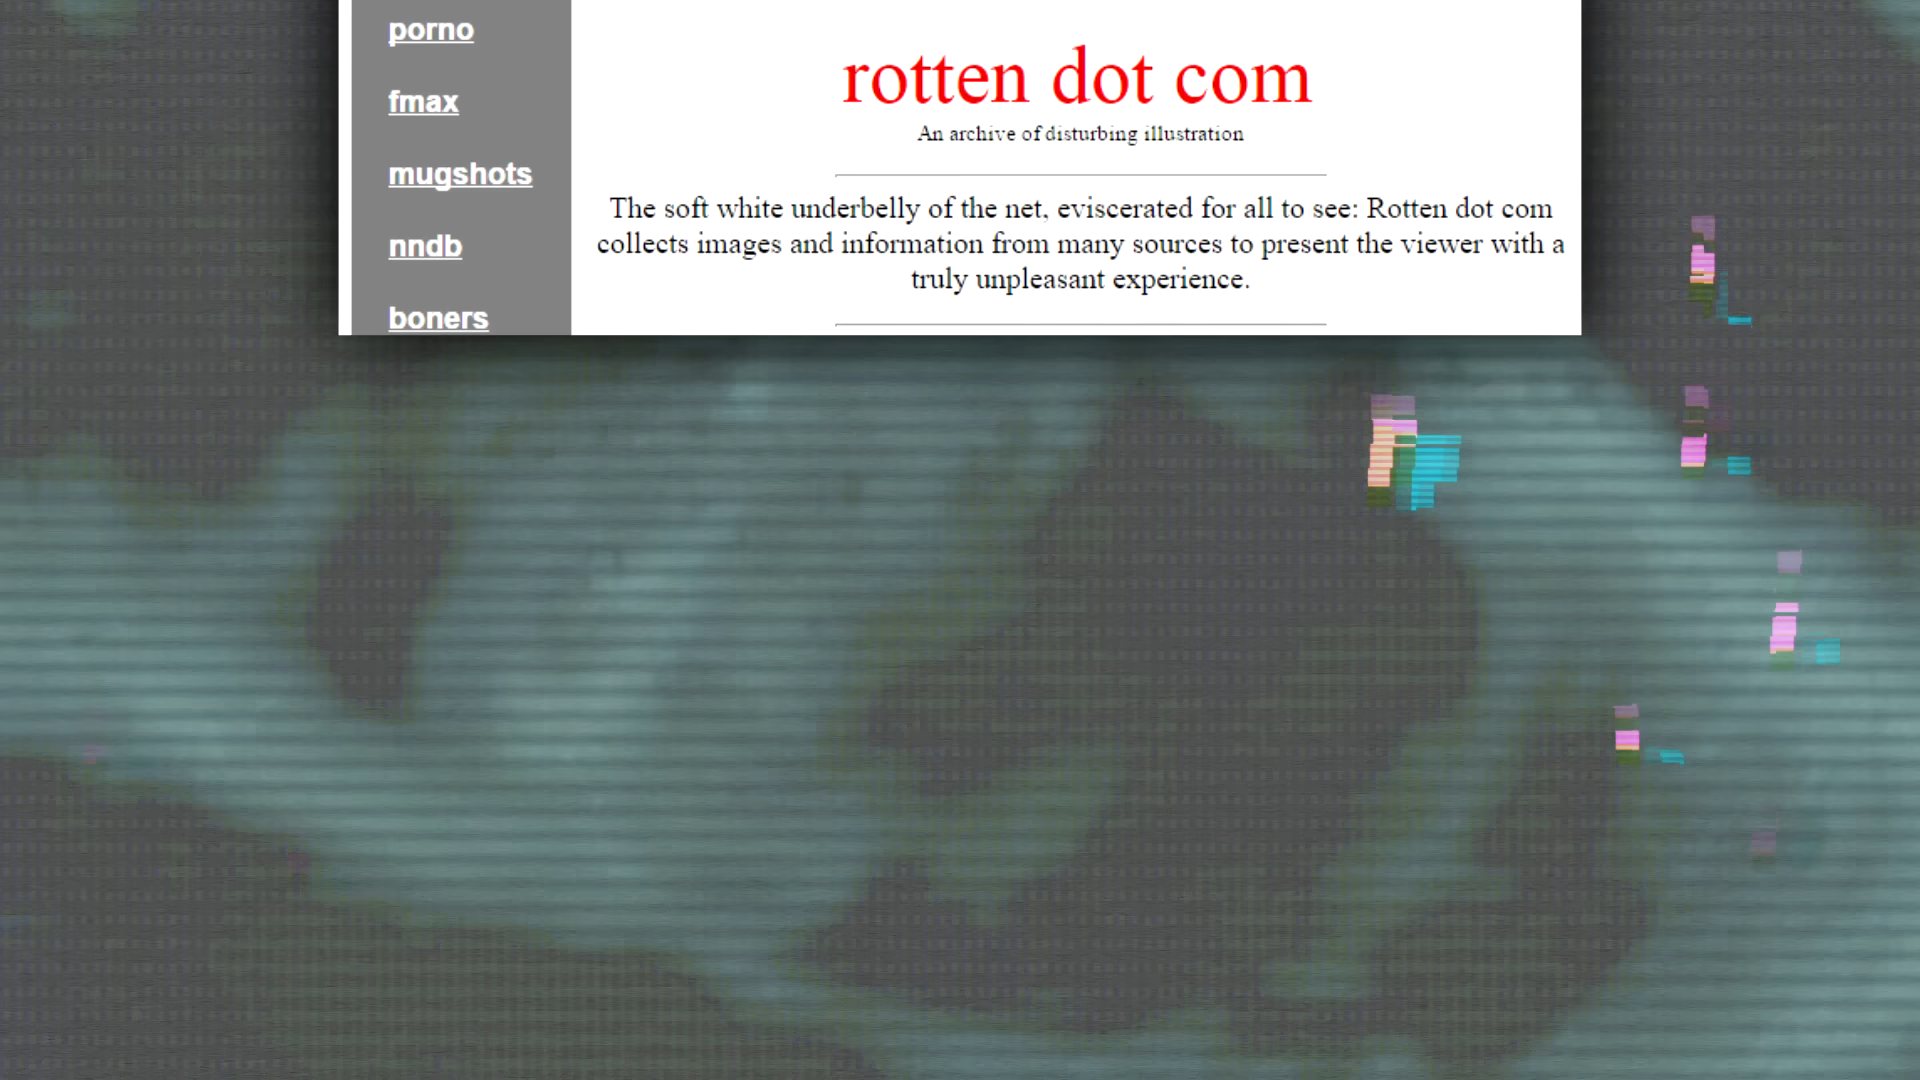 porno
fmax
mugshots
nndb
boners
rotten dot com
An archive of disturbing illustration
The soft white underbelly of the net, eviscerated for all to see: Rotten dot com
collects images and information from many sources to present the viewer with a
truly unpleasant experience.